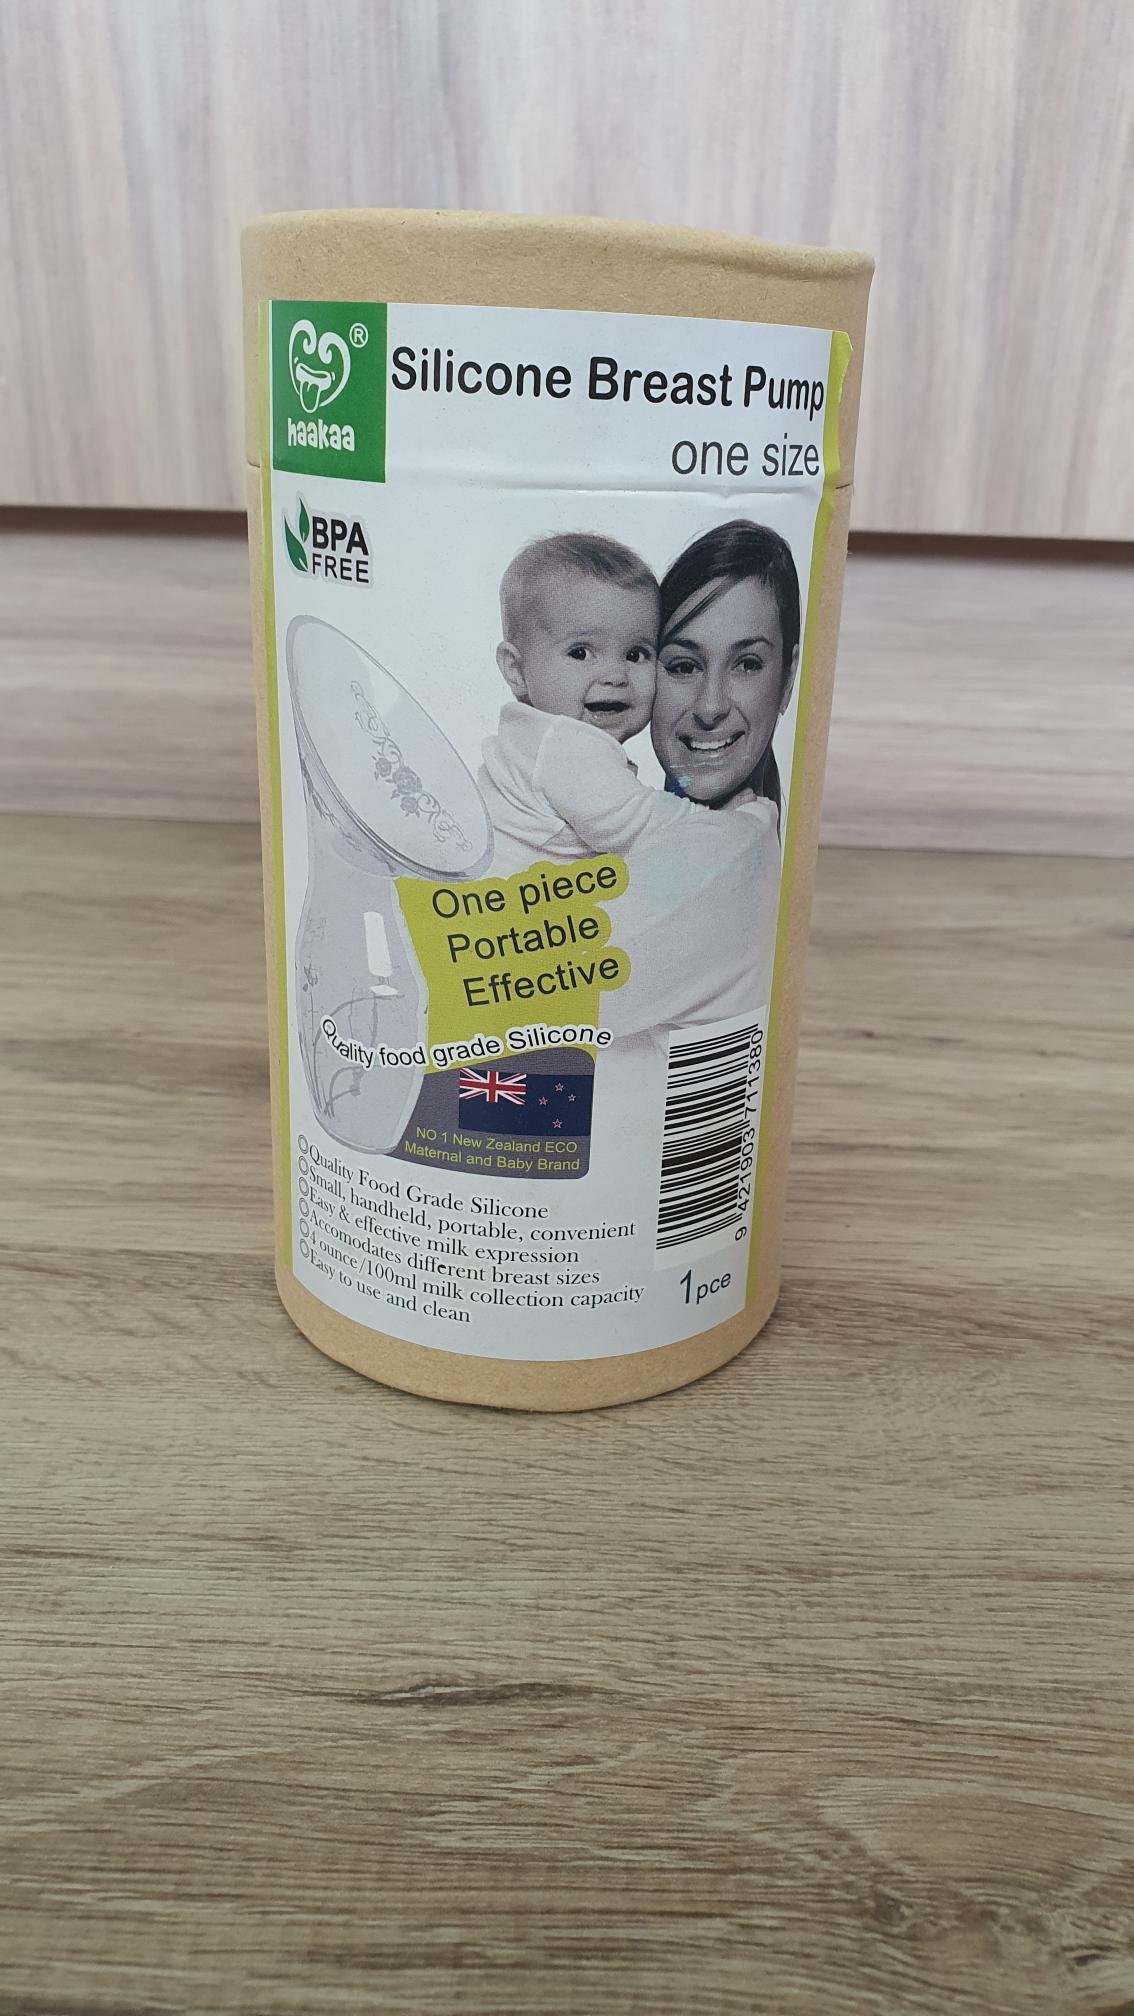 ®
haakaa
Silicone Breast Pump
one size
BPA
FREE
One piece
Portable
Effective
Quality food grade Silicone
NO 1 New Zealand ECO
Maternal and Baby Brand
Quality Food Grade Silicone
Small, handheld, portable, convenient
Easy & effective milk expression
Accomodates different breast sizes
4 ounce/100ml milk collection capacity
Easy to use and clean
9 421903 711380
1pce